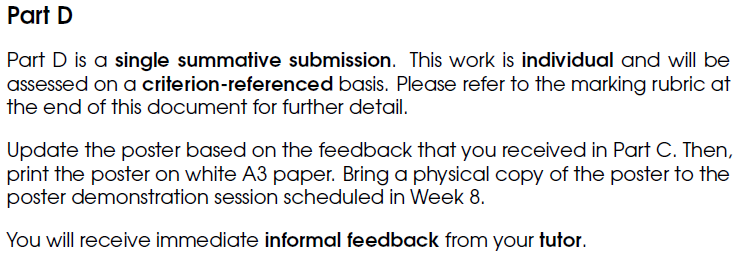 Part D
Part D is a single summative submission. This work is individual and will be
assessed on a criterion-referenced basis. Please refer to the marking rubric at
the end of this document for further detail.
Update the poster based on the feedback that you received in Part C. Then,
print the poster on white A3 paper. Bring a physical copy of the poster to the
poster demonstration session scheduled in Week 8.
You will receive immediate informal feedback from your tutor.